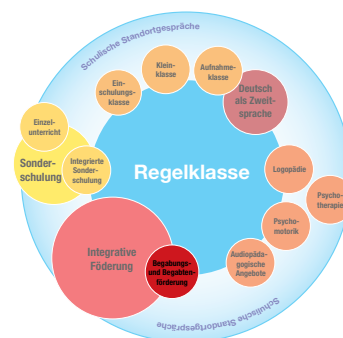 Schulische Standortgespräche
Klein-
klasse
Aufnahme-
klasse
Ein-
schulungs-
klasse
Deutsch
als Zweit-
sprache
Einzel-
unterricht
Sonder-
schulung
Integrierte
Sonder-
schulung
Regelklasse
Logopädie
Psycho-
therapie
Psycho-
motorik
Audiopäda-
gogische
Angebote
Integrative
Föderung
Begabungs-
und Begabten-
förderung
Schulische Standortgespräche